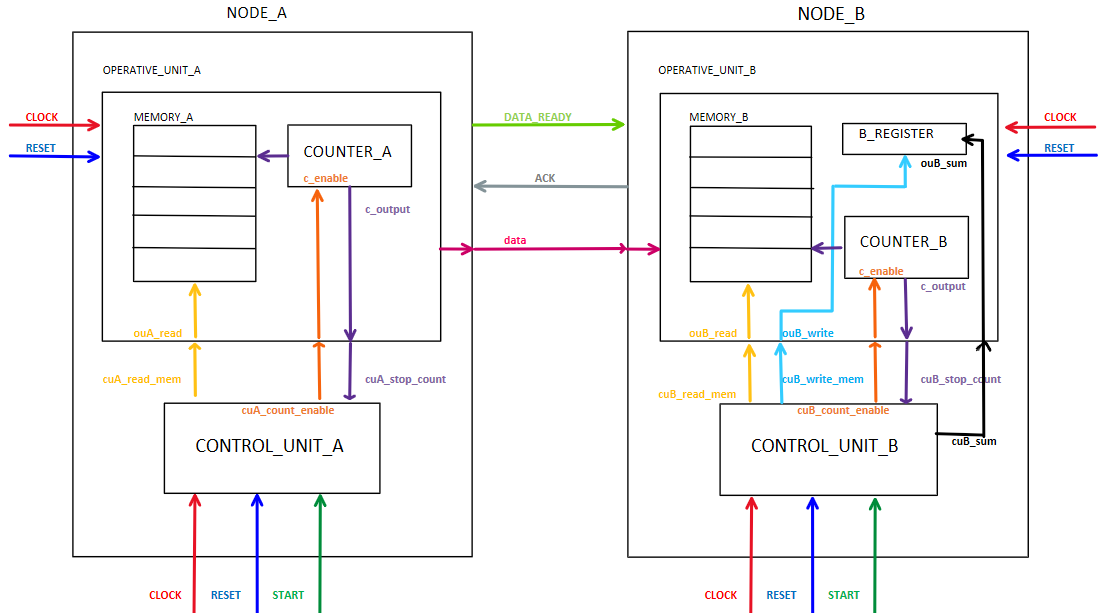 NODE_A
NODE_B
OPERATIVE_UNIT_A
OPERATIVE_UNIT_B
CLOCK
MEMORY_A
DATA_READY
MEMORY_B
CLOCK
RESET
COUNTER_A
B_REGISTER
RESET
c_enable
ACK
ouB_sum
c_output
data
COUNTER_B
c_enable
c_output
ouA_read
ouB_read
ouB_write
cuA_read_mem
cuA_stop_count
cuB_read_mem
cuB_write_mem
cuB_stop_count
cuA_count_enable
cuB_count_enable
CONTROL_UNIT_A
CONTROL_UNIT_B
cuB_sum
CLOCK
RESET
START
CLOCK
RESET
START